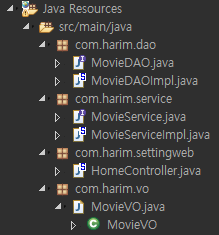 Java Resources
src/main/java
com.harim.dao
MovieDAO.java
MovieDAOImpl.java
com.harim.service
MovieService.java
MovieServiceImpl.java
com.harim.settingweb
HomeController.java
com.harim.vo
MovieVO.java
MovieVO